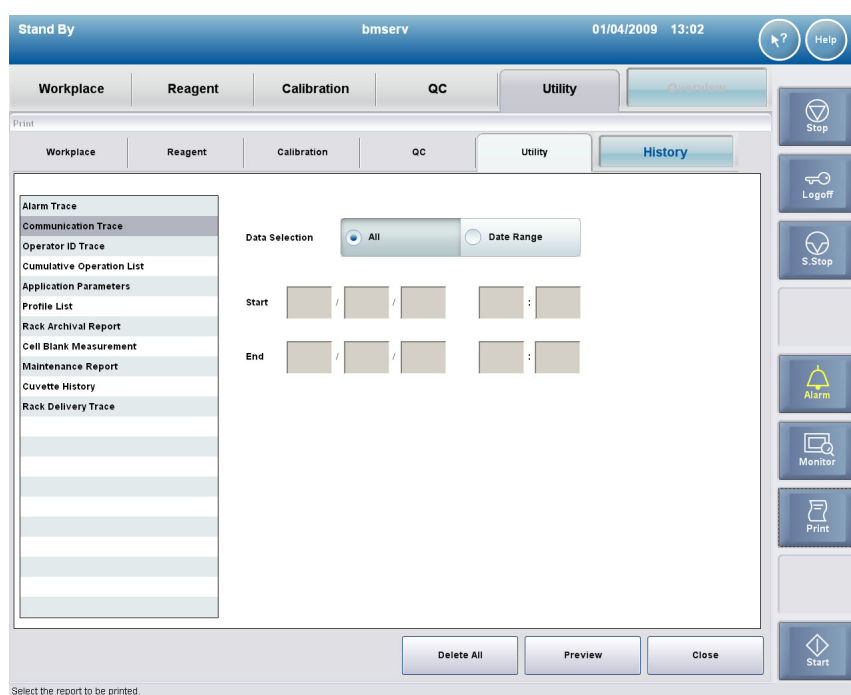 Stand By bmserv 01/04/2009 13:02
? Help
Workplace Reagent Calibration QC Utility Overview
Print
Workplace Reagent Calibration QC Utility History
Stop
Logoff
S.Stop
Alarm
Monitor
Print
Start
Alarm Trace
Communication Trace
Operator ID Trace
Cumulative Operation List
Application Parameters
Profile List
Rack Archival Report
Cell Blank Measurement
Maintenance Report
Cuvette History
Rack Delivery Trace
Data Selection All Date Range
Start / / :
End / / :
Delete All Preview Close
Select the report to be printed.